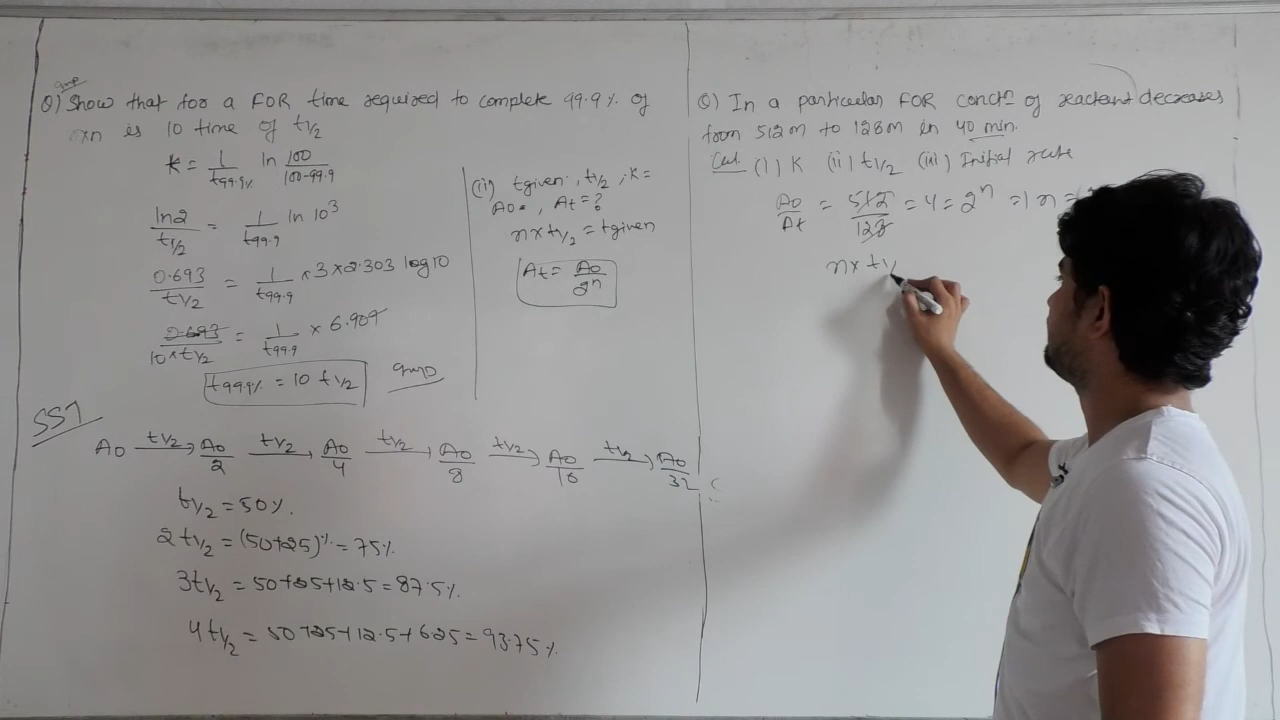 Q) Show that for a FOR time required to complete 99.9% of
rxn is 10 time of t1/2
K = 1/t99.9% ln 100/100-99.9
ln2/t1/2 = 1/t99.9 ln 10³
0.693/t1/2 = 1/t99.9 × 3 × 2.303 log10
0.693/10×t1/2 = 1/t99.9 × 6.909
t99.9% = 10 t1/2
(ii) tgiven, t1/2, K =
A0 = , At = ?
n × t1/2 = tgiven
At = A0/2ⁿ
SST
A0 —t1/2→ A0/2 —t1/2→ A0/4 —t1/2→ A0/8 —t1/2→ A0/16 —t1/2→ A0/32
t1/2 = 50%.
2t1/2 = (50+25)% = 75%.
3t1/2 = 50+25+12.5 = 87.5%.
4t1/2 = 50+25+12.5+6.25 = 93.75%.
Q) In a particular FOR concⁿ of reactant decreases
from 512M to 128M in 40 min.
Cal. (i) K (ii) t1/2 (iii) Initial rate
A0/At = 512/128 = 4 = 2ⁿ =) n =
n× t1